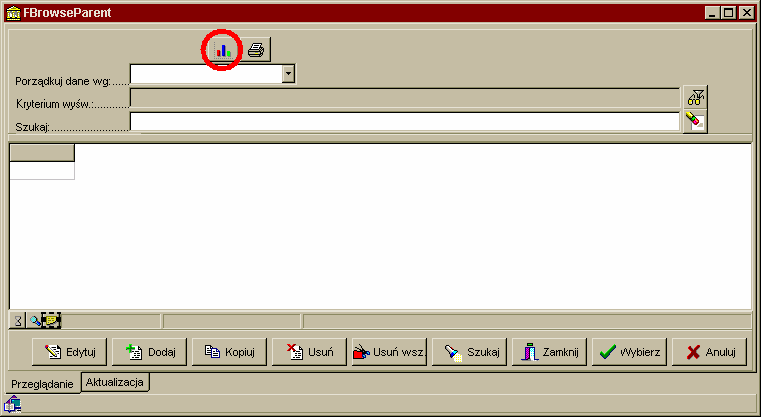 FBrowseParent
Porządkuj dane wg:......
Kryterium wyśw.:............
Szukaj:...........................
Edytuj Dodaj Kopiuj Usuń Usuń wsz. Szukaj Zamknij Wybierz Anuluj
Przeglądanie Aktualizacja